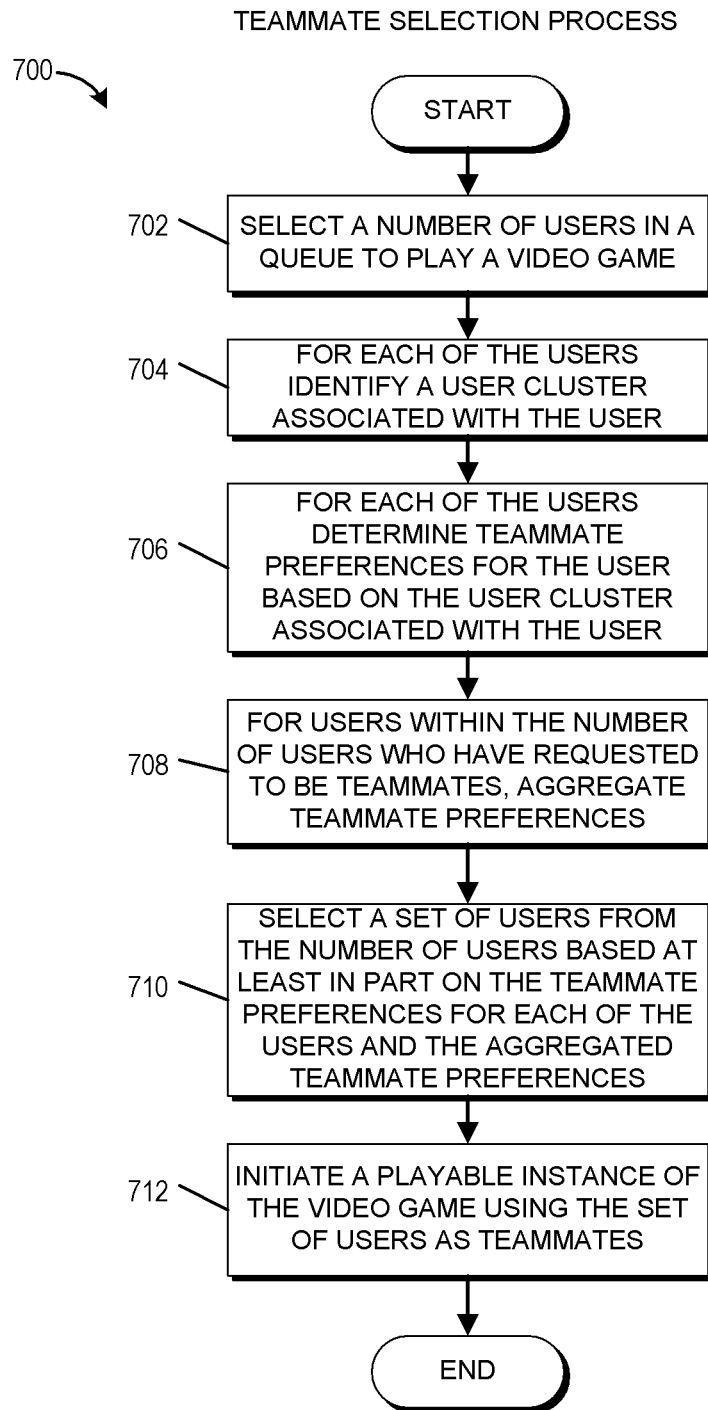 TEAMMATE SELECTION PROCESS
700
START
702
SELECT A NUMBER OF USERS IN A
QUEUE TO PLAY A VIDEO GAME
704
FOR EACH OF THE USERS
IDENTIFY A USER CLUSTER
ASSOCIATED WITH THE USER
706
FOR EACH OF THE USERS
DETERMINE TEAMMATE
PREFERENCES FOR THE USER
BASED ON THE USER CLUSTER
ASSOCIATED WITH THE USER
708
FOR USERS WITHIN THE NUMBER
OF USERS WHO HAVE REQUESTED
TO BE TEAMMATES, AGGREGATE
TEAMMATE PREFERENCES
710
SELECT A SET OF USERS FROM
THE NUMBER OF USERS BASED AT
LEAST IN PART ON THE TEAMMATE
PREFERENCES FOR EACH OF THE
USERS AND THE AGGREGATED
TEAMMATE PREFERENCES
712
INITIATE A PLAYABLE INSTANCE OF
THE VIDEO GAME USING THE SET
OF USERS AS TEAMMATES
END